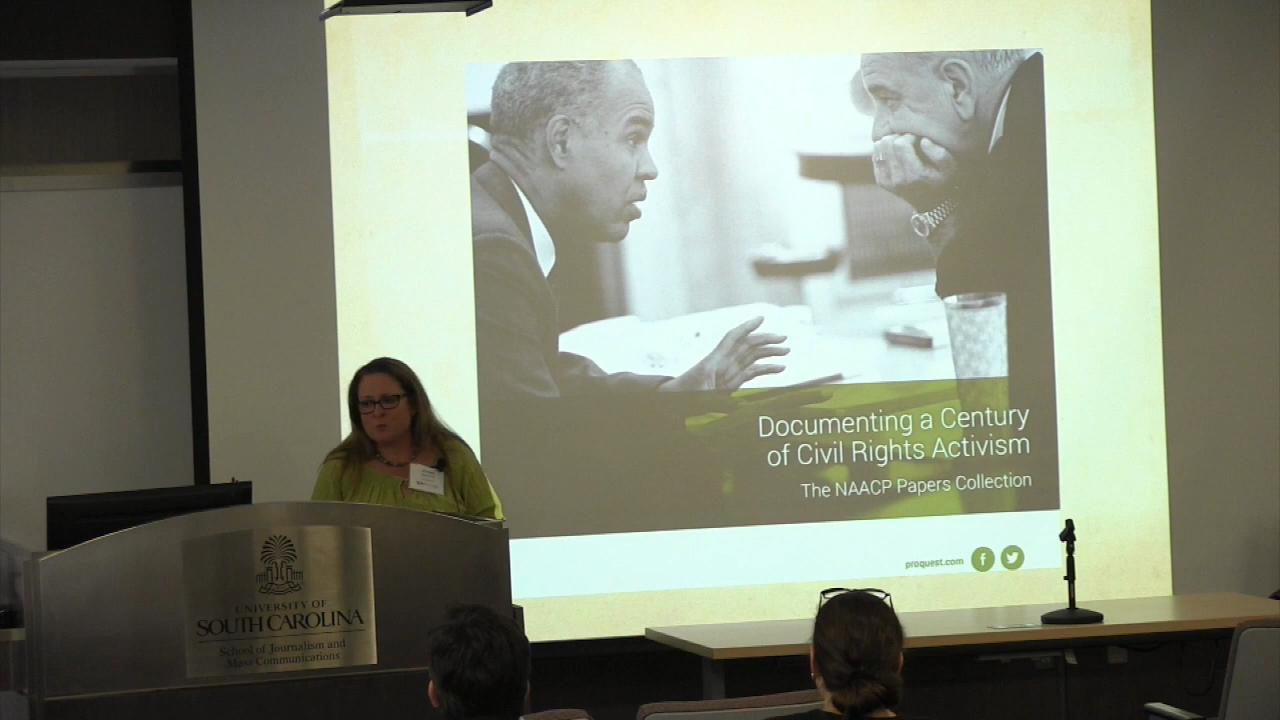 Documenting a Century
of Civil Rights Activism
The NAACP Papers Collection
proquest.com
UNIVERSITY OF
SOUTH CAROLINA
School of Journalism and
Mass Communications